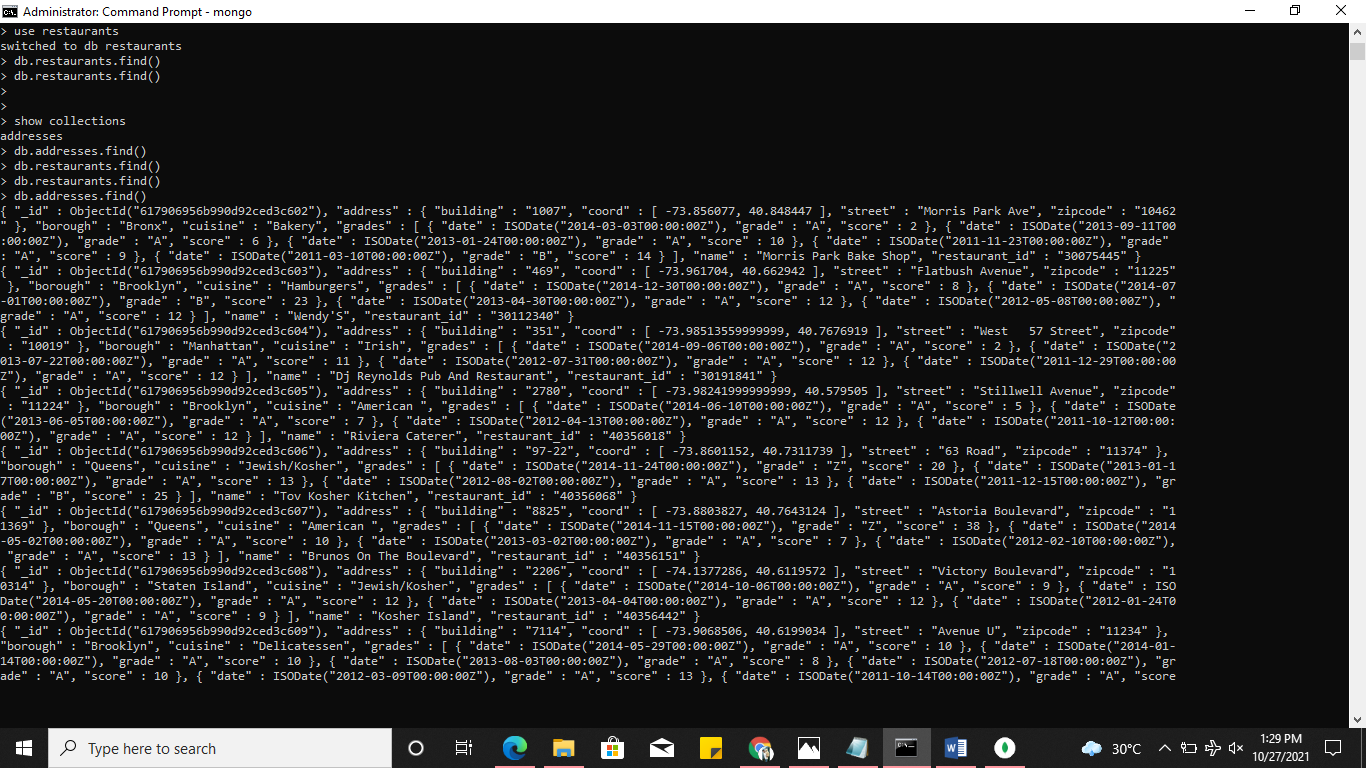 Administrator: Command Prompt - mongo
> use restaurants
switched to db restaurants
> db.restaurants.find()
> db.restaurants.find()
>
>
> show collections
addresses
> db.addresses.find()
> db.restaurants.find()
> db.restaurants.find()
> db.addresses.find()
{ "_id" : ObjectId("617906956b990d92ced3c602"), "address" : { "building" : "1007", "coord" : [ -73.856077, 40.848447 ], "street" : "Morris Park Ave", "zipcode" : "10462
" }, "borough" : "Bronx", "cuisine" : "Bakery", "grades" : [ { "date" : ISODate("2014-03-03T00:00:00Z"), "grade" : "A", "score" : 2 }, { "date" : ISODate("2013-09-11T00
:00:00Z"), "grade" : "A", "score" : 6 }, { "date" : ISODate("2013-01-24T00:00:00Z"), "grade" : "A", "score" : 10 }, { "date" : ISODate("2011-11-23T00:00:00Z"), "grade"
: "A", "score" : 9 }, { "date" : ISODate("2011-03-10T00:00:00Z"), "grade" : "B", "score" : 14 } ], "name" : "Morris Park Bake Shop", "restaurant_id" : "30075445" }
{ "_id" : ObjectId("617906956b990d92ced3c603"), "address" : { "building" : "469", "coord" : [ -73.961704, 40.662942 ], "street" : "Flatbush Avenue", "zipcode" : "11225"
 }, "borough" : "Brooklyn", "cuisine" : "Hamburgers", "grades" : [ { "date" : ISODate("2014-12-30T00:00:00Z"), "grade" : "A", "score" : 8 }, { "date" : ISODate("2014-07
-01T00:00:00Z"), "grade" : "B", "score" : 23 }, { "date" : ISODate("2013-04-30T00:00:00Z"), "grade" : "A", "score" : 12 }, { "date" : ISODate("2012-05-08T00:00:00Z"), "
grade" : "A", "score" : 12 } ], "name" : "Wendy'S", "restaurant_id" : "30112340" }
{ "_id" : ObjectId("617906956b990d92ced3c604"), "address" : { "building" : "351", "coord" : [ -73.98513559999999, 40.7676919 ], "street" : "West   57 Street", "zipcode"
 : "10019" }, "borough" : "Manhattan", "cuisine" : "Irish", "grades" : [ { "date" : ISODate("2014-09-06T00:00:00Z"), "grade" : "A", "score" : 2 }, { "date" : ISODate("2
013-07-22T00:00:00Z"), "grade" : "A", "score" : 11 }, { "date" : ISODate("2012-07-31T00:00:00Z"), "grade" : "A", "score" : 12 }, { "date" : ISODate("2011-12-29T00:00:00
Z"), "grade" : "A", "score" : 12 } ], "name" : "Dj Reynolds Pub And Restaurant", "restaurant_id" : "30191841" }
{ "_id" : ObjectId("617906956b990d92ced3c605"), "address" : { "building" : "2780", "coord" : [ -73.98241999999999, 40.579505 ], "street" : "Stillwell Avenue", "zipcode"
 : "11224" }, "borough" : "Brooklyn", "cuisine" : "American ", "grades" : [ { "date" : ISODate("2014-06-10T00:00:00Z"), "grade" : "A", "score" : 5 }, { "date" : ISODate
("2013-06-05T00:00:00Z"), "grade" : "A", "score" : 7 }, { "date" : ISODate("2012-04-13T00:00:00Z"), "grade" : "A", "score" : 12 }, { "date" : ISODate("2011-10-12T00:00:
00Z"), "grade" : "A", "score" : 12 } ], "name" : "Riviera Caterer", "restaurant_id" : "40356018" }
{ "_id" : ObjectId("617906956b990d92ced3c606"), "address" : { "building" : "97-22", "coord" : [ -73.8601152, 40.7311739 ], "street" : "63 Road", "zipcode" : "11374" },
"borough" : "Queens", "cuisine" : "Jewish/Kosher", "grades" : [ { "date" : ISODate("2014-11-24T00:00:00Z"), "grade" : "Z", "score" : 20 }, { "date" : ISODate("2013-01-1
7T00:00:00Z"), "grade" : "A", "score" : 13 }, { "date" : ISODate("2012-08-02T00:00:00Z"), "grade" : "A", "score" : 13 }, { "date" : ISODate("2011-12-15T00:00:00Z"), "gr
ade" : "B", "score" : 25 } ], "name" : "Tov Kosher Kitchen", "restaurant_id" : "40356068" }
{ "_id" : ObjectId("617906956b990d92ced3c607"), "address" : { "building" : "8825", "coord" : [ -73.8803827, 40.7643124 ], "street" : "Astoria Boulevard", "zipcode" : "1
1369" }, "borough" : "Queens", "cuisine" : "American ", "grades" : [ { "date" : ISODate("2014-11-15T00:00:00Z"), "grade" : "Z", "score" : 38 }, { "date" : ISODate("2014
-05-02T00:00:00Z"), "grade" : "A", "score" : 10 }, { "date" : ISODate("2013-03-02T00:00:00Z"), "grade" : "A", "score" : 7 }, { "date" : ISODate("2012-02-10T00:00:00Z"),
 "grade" : "A", "score" : 13 } ], "name" : "Brunos On The Boulevard", "restaurant_id" : "40356151" }
{ "_id" : ObjectId("617906956b990d92ced3c608"), "address" : { "building" : "2206", "coord" : [ -74.1377286, 40.6119572 ], "street" : "Victory Boulevard", "zipcode" : "1
0314" }, "borough" : "Staten Island", "cuisine" : "Jewish/Kosher", "grades" : [ { "date" : ISODate("2014-10-06T00:00:00Z"), "grade" : "A", "score" : 9 }, { "date" : ISO
Date("2014-05-20T00:00:00Z"), "grade" : "A", "score" : 12 }, { "date" : ISODate("2013-04-04T00:00:00Z"), "grade" : "A", "score" : 12 }, { "date" : ISODate("2012-01-24T0
0:00:00Z"), "grade" : "A", "score" : 9 } ], "name" : "Kosher Island", "restaurant_id" : "40356442" }
{ "_id" : ObjectId("617906956b990d92ced3c609"), "address" : { "building" : "7114", "coord" : [ -73.9068506, 40.6199034 ], "street" : "Avenue U", "zipcode" : "11234" },
"borough" : "Brooklyn", "cuisine" : "Delicatessen", "grades" : [ { "date" : ISODate("2014-05-29T00:00:00Z"), "grade" : "A", "score" : 10 }, { "date" : ISODate("2014-01-
14T00:00:00Z"), "grade" : "A", "score" : 10 }, { "date" : ISODate("2013-08-03T00:00:00Z"), "grade" : "A", "score" : 8 }, { "date" : ISODate("2012-07-18T00:00:00Z"), "gr
ade" : "A", "score" : 10 }, { "date" : ISODate("2012-03-09T00:00:00Z"), "grade" : "A", "score" : 13 }, { "date" : ISODate("2011-10-14T00:00:00Z"), "grade" : "A", "score
Type here to search
30°C
1:29 PM
10/27/2021